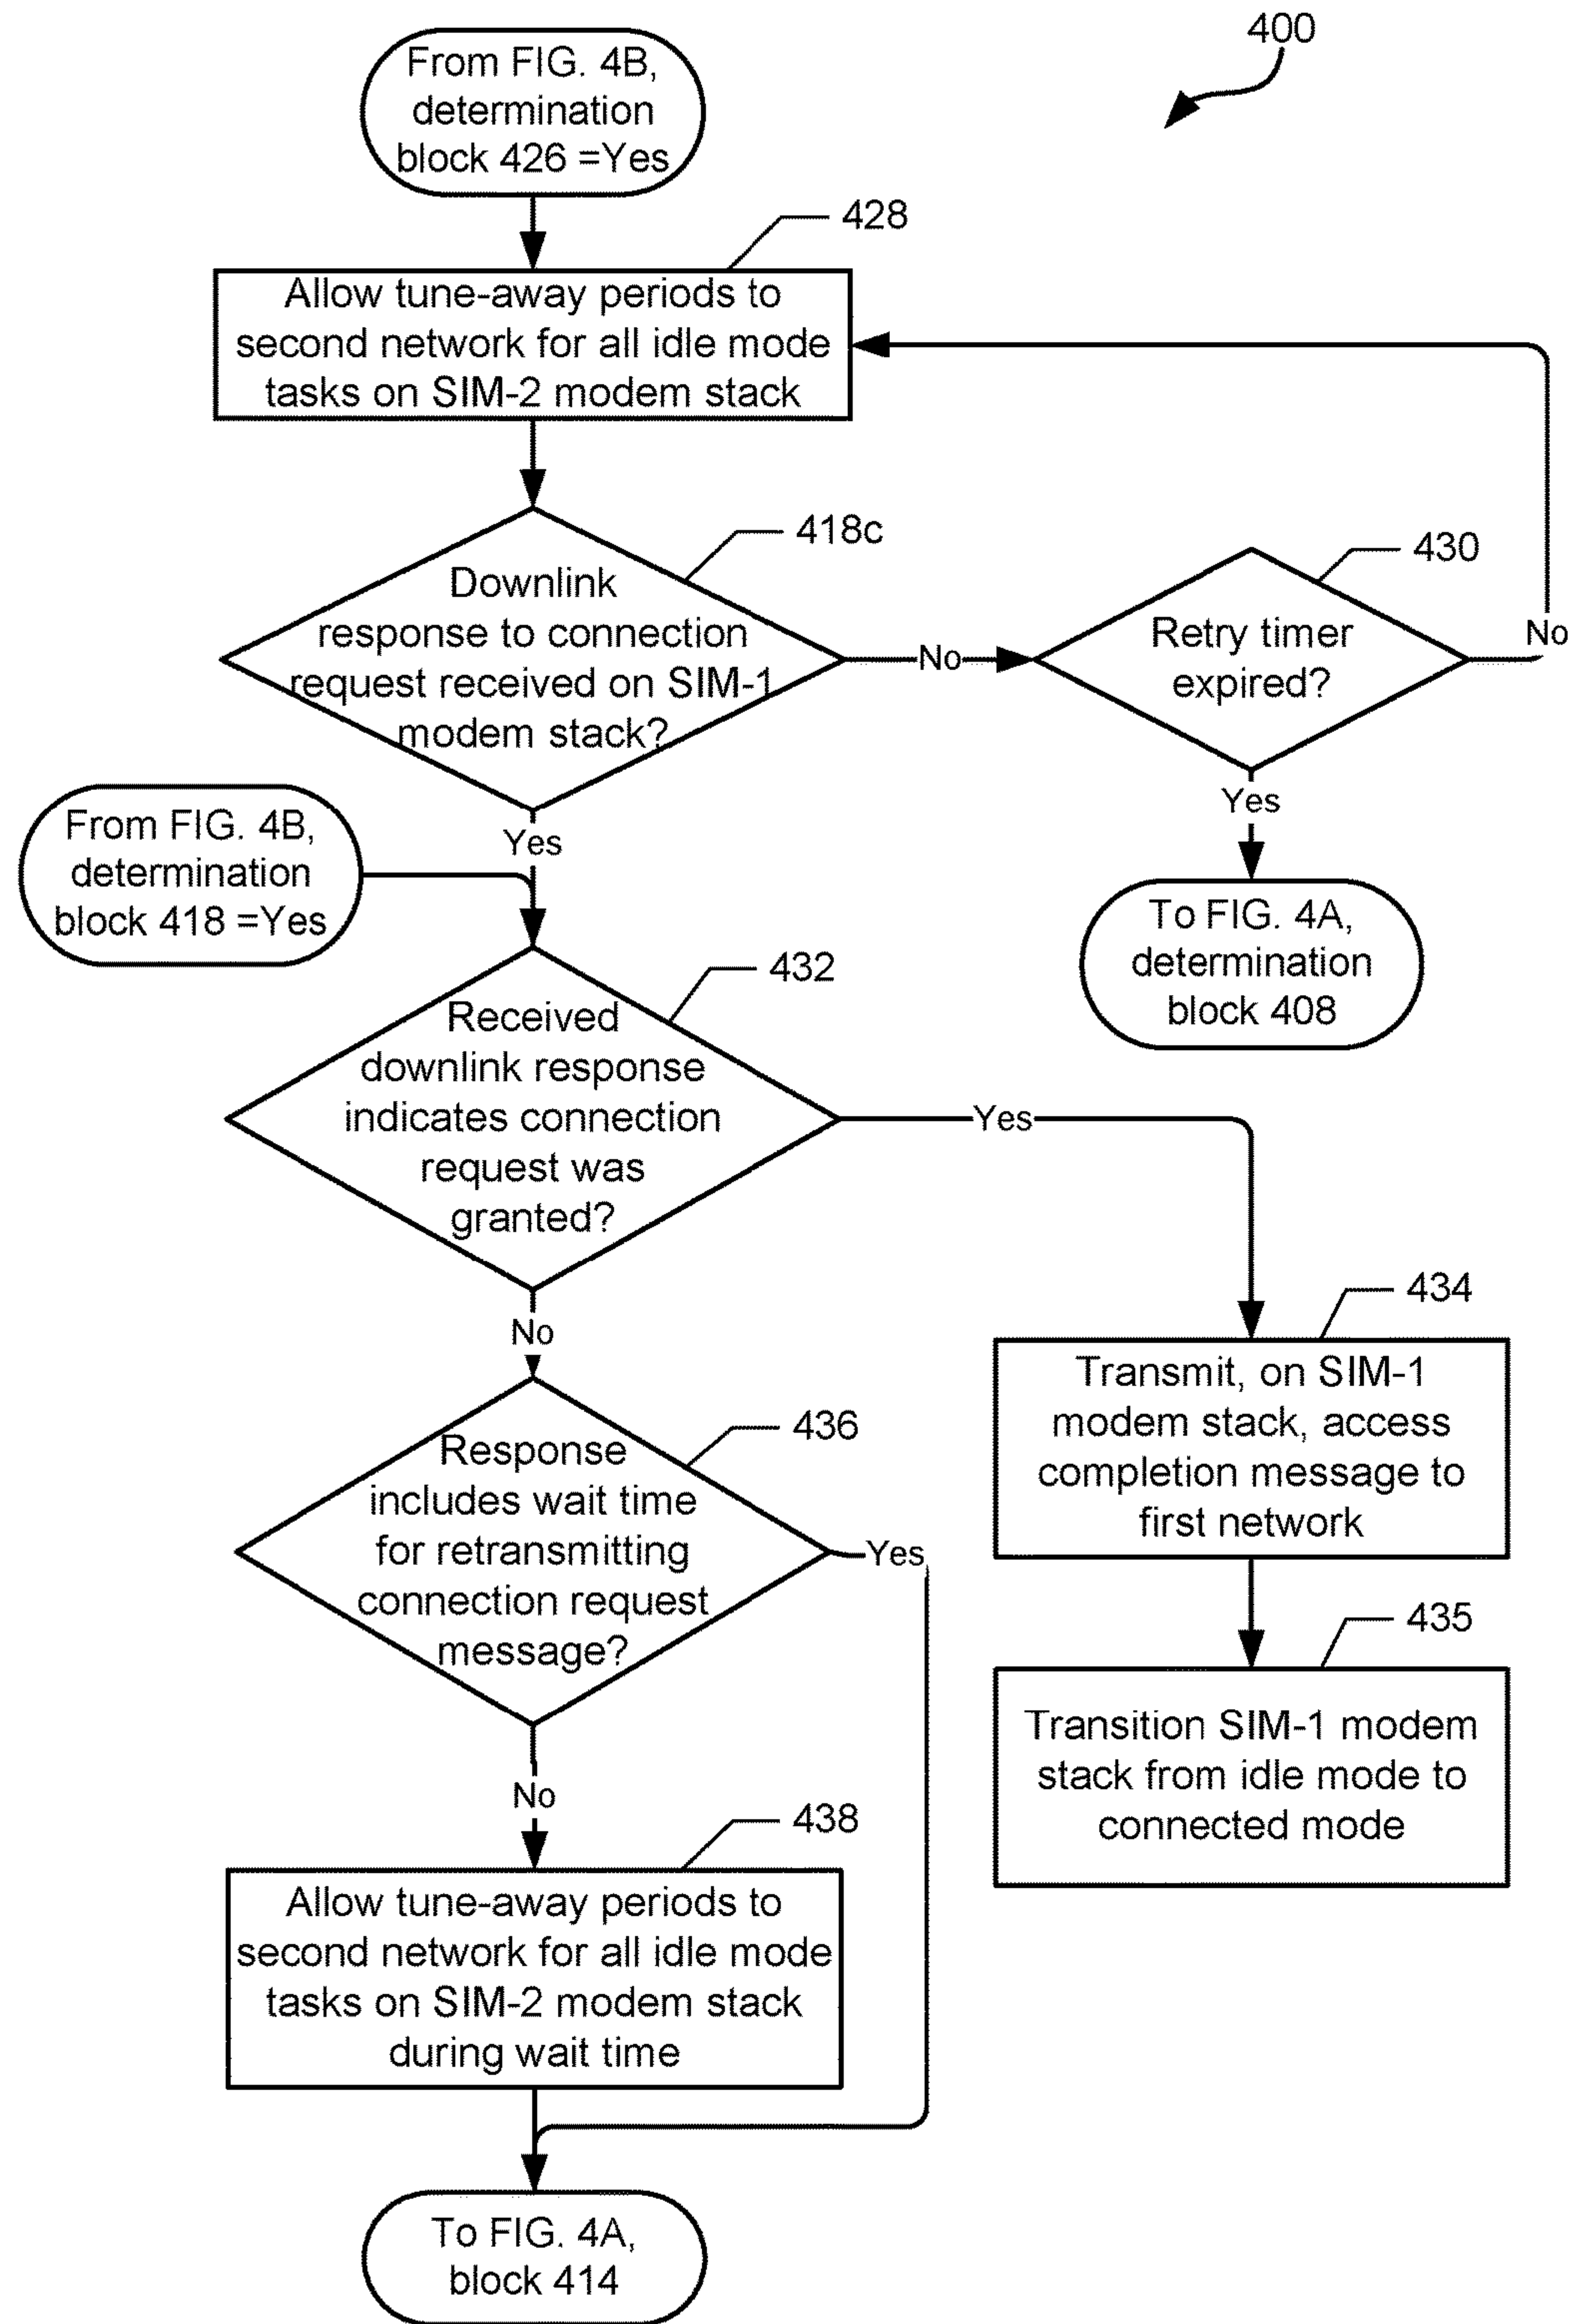 400
From FIG. 4B,
determination
block 426 =Yes
428
Allow tune-away periods to
second network for all idle mode
tasks on SIM-2 modem stack
418c
Downlink
response to connection
request received on SIM-1
modem stack?
No
430
Retry timer
expired?
No
Yes
Yes
From FIG. 4B,
determination
block 418 =Yes
To FIG. 4A,
determination
block 408
432
Received
downlink response
indicates connection
request was
granted?
Yes
No
434
Transmit, on SIM-1
modem stack, access
completion message to
first network
436
Response
includes wait time
for retransmitting
connection request
message?
Yes
435
Transition SIM-1 modem
stack from idle mode to
connected mode
No
438
Allow tune-away periods to
second network for all idle mode
tasks on SIM-2 modem stack
during wait time
To FIG. 4A,
block 414